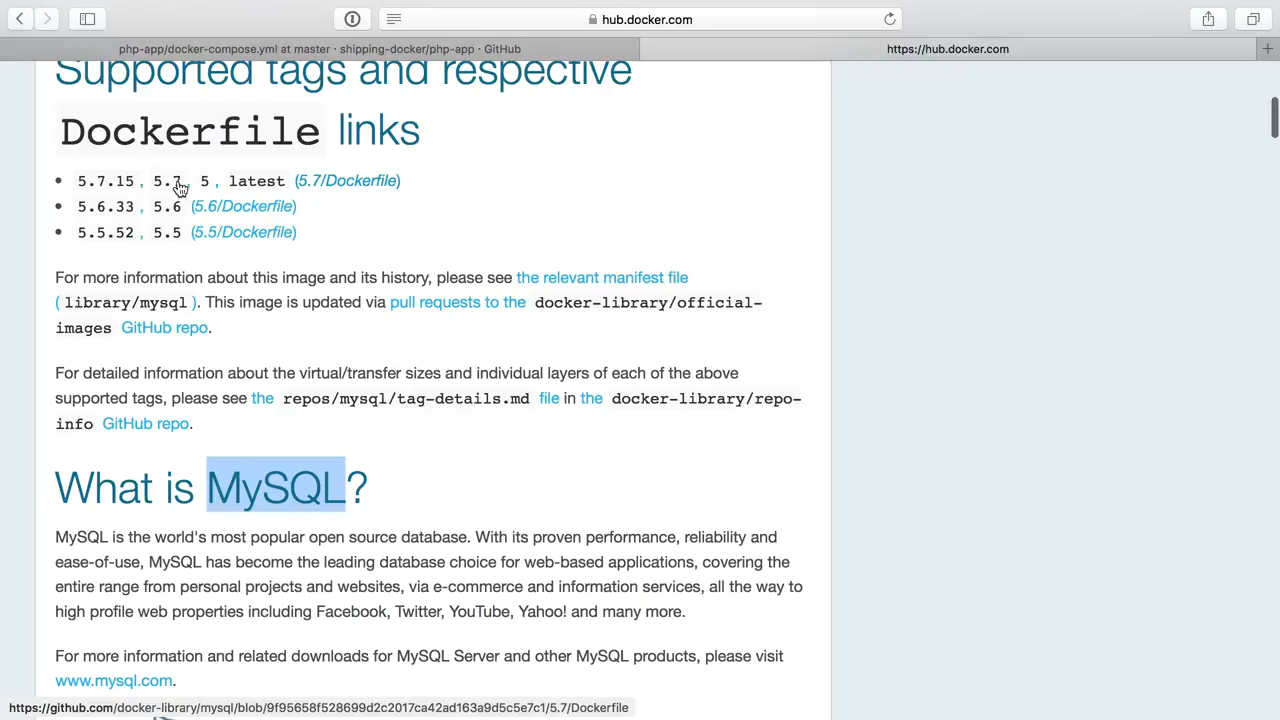 hub.docker.com
php-app/docker-compose.yml at master · shipping-docker/php-app · GitHub
https://hub.docker.com
Supported tags and respective
Dockerfile links
• 5.7.15, 5.7, 5, latest (5.7/Dockerfile)
• 5.6.33, 5.6 (5.6/Dockerfile)
• 5.5.52, 5.5 (5.5/Dockerfile)
For more information about this image and its history, please see the relevant manifest file
( library/mysql ). This image is updated via pull requests to the docker-library/official-
images GitHub repo.
For detailed information about the virtual/transfer sizes and individual layers of each of the above
supported tags, please see the repos/mysql/tag-details.md file in the docker-library/repo-
info GitHub repo.
What is MySQL?
MySQL is the world's most popular open source database. With its proven performance, reliability and
ease-of-use, MySQL has become the leading database choice for web-based applications, covering the
entire range from personal projects and websites, via e-commerce and information services, all the way to
high profile web properties including Facebook, Twitter, YouTube, Yahoo! and many more.
For more information and related downloads for MySQL Server and other MySQL products, please visit
www.mysql.com.
https://github.com/docker-library/mysql/blob/9f95658f528699d2c2017ca42ad163a9d5c5e7c1/5.7/Dockerfile